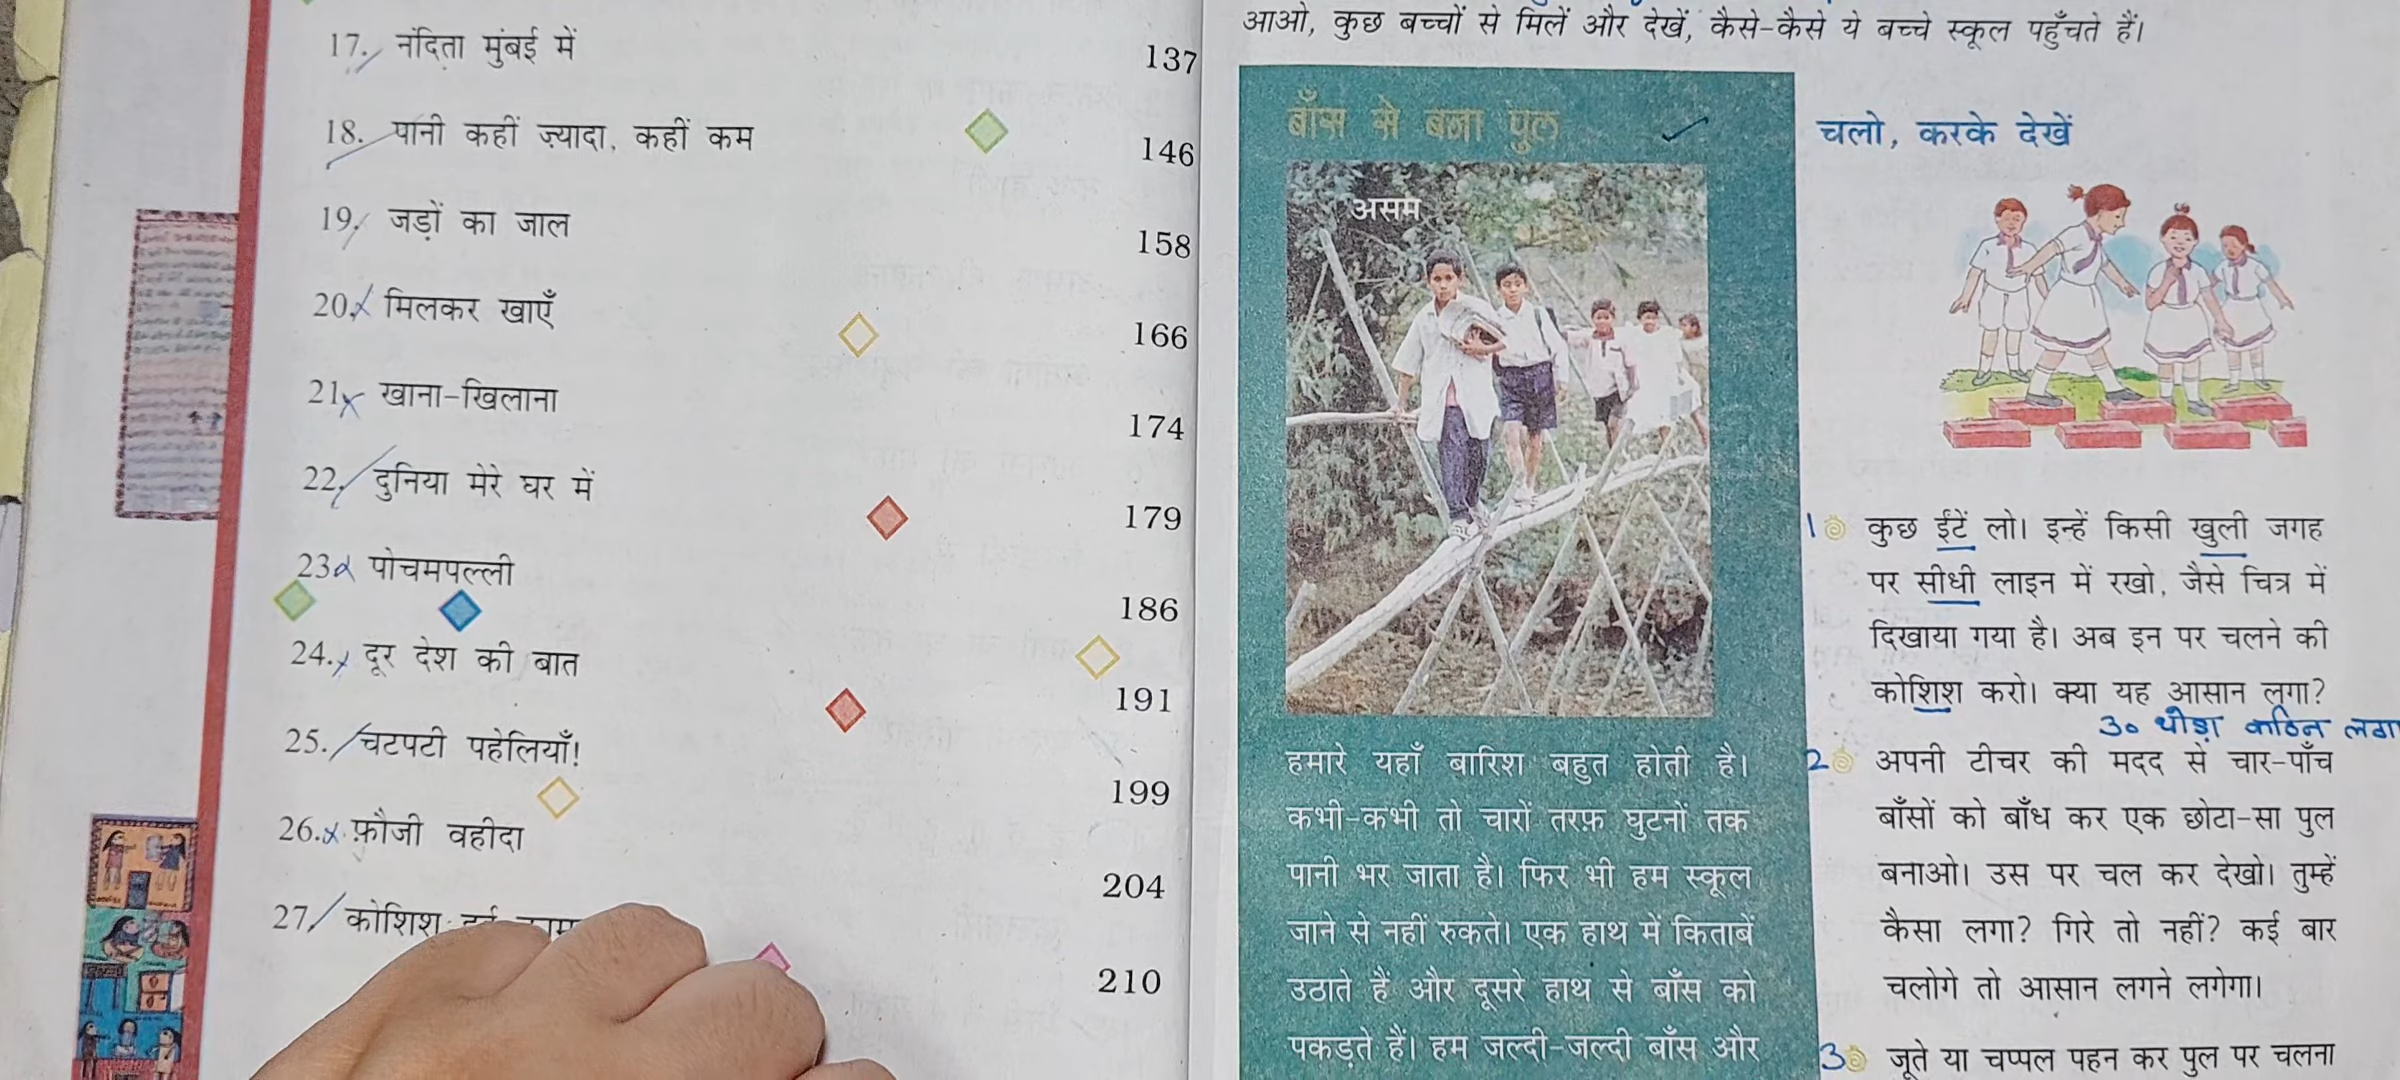 17. नंदिता मुंबई में 137
18. पानी कहीं ज़्यादा, कहीं कम 146
19. जड़ों का जाल 158
20. मिलकर खाएँ 166
21. खाना-खिलाना 174
22. दुनिया मेरे घर में 179
23. पोचमपल्ली 186
24. दूर देश की बात 191
25. चटपटी पहेलियाँ! 199
26. फ़ौजी वहीदा 204
27. कोशिश 210
आओ, कुछ बच्चों से मिलें और देखें, कैसे-कैसे ये बच्चे स्कूल पहुँचते हैं।
बाँस से बना पुल
असम
हमारे यहाँ बारिश बहुत होती है।
कभी-कभी तो चारों तरफ़ घुटनों तक
पानी भर जाता है। फिर भी हम स्कूल
जाने से नहीं रुकते। एक हाथ में किताबें
उठाते हैं और दूसरे हाथ से बाँस को
पकड़ते हैं। हम जल्दी-जल्दी बाँस और
चलो, करके देखें
1 कुछ ईंटें लो। इन्हें किसी खुली जगह
पर सीधी लाइन में रखो, जैसे चित्र में
दिखाया गया है। अब इन पर चलने की
कोशिश करो। क्या यह आसान लगा?
उ० थोड़ा कठिन लगा
2 अपनी टीचर की मदद से चार-पाँच
बाँसों को बाँध कर एक छोटा-सा पुल
बनाओ। उस पर चल कर देखो। तुम्हें
कैसा लगा? गिरे तो नहीं? कई बार
चलोगे तो आसान लगने लगेगा।
3 जूते या चप्पल पहन कर पुल पर चलना